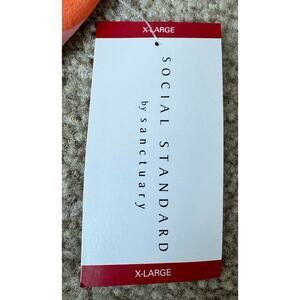 X-LARGE
SOCIAL STANDARD
by sanctuary
X-LARGE